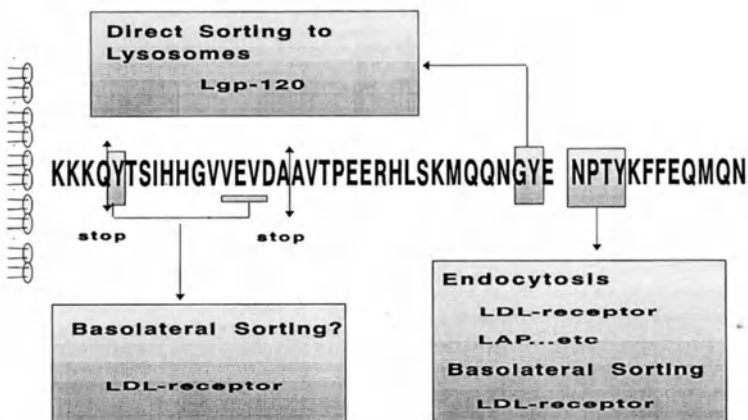 Direct Sorting to
Lysosomes
Lgp-120
KKKQYTSIHHGVVEVDAAVTPEERHLSKMQQNGYE NPTYKFFEQMQN
stop stop
Basolateral Sorting?
LDL-receptor
Endocytosis
LDL-receptor
LAP...etc
Basolateral Sorting
LDL-receptor